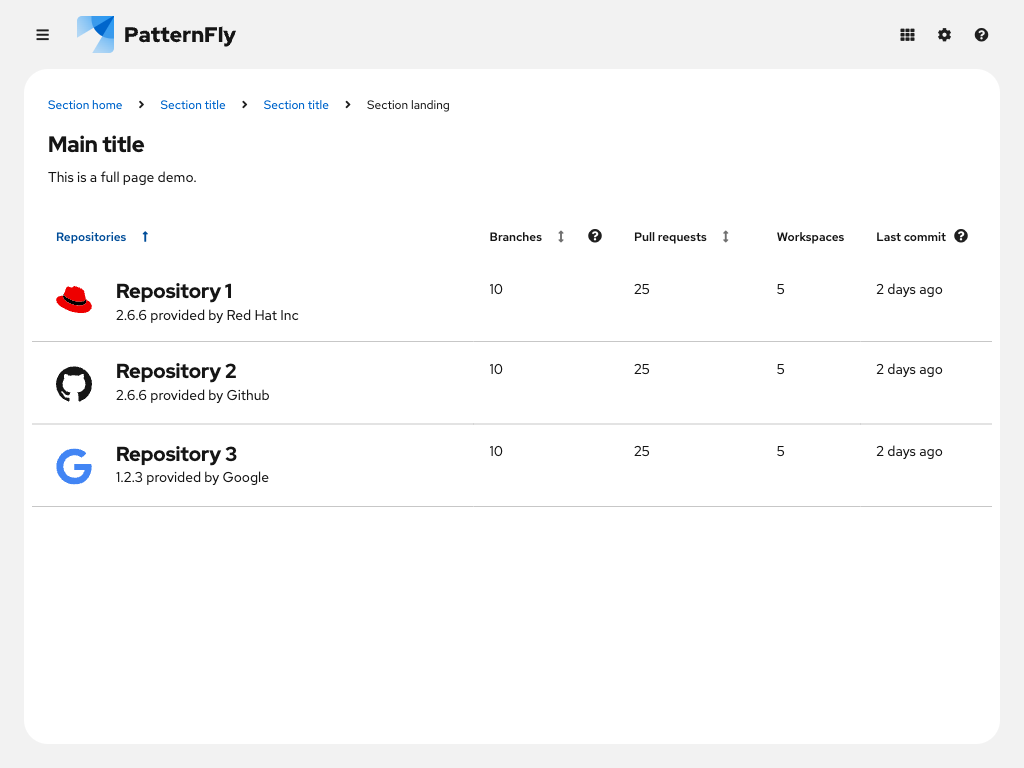 PatternFly
Section home Section title Section title Section landing
Main title
This is a full page demo.
Repositories Branches Pull requests Workspaces Last commit
Repository 1 10 25 5 2 days ago
2.6.6 provided by Red Hat Inc
Repository 2 10 25 5 2 days ago
2.6.6 provided by Github
Repository 3 10 25 5 2 days ago
1.2.3 provided by Google